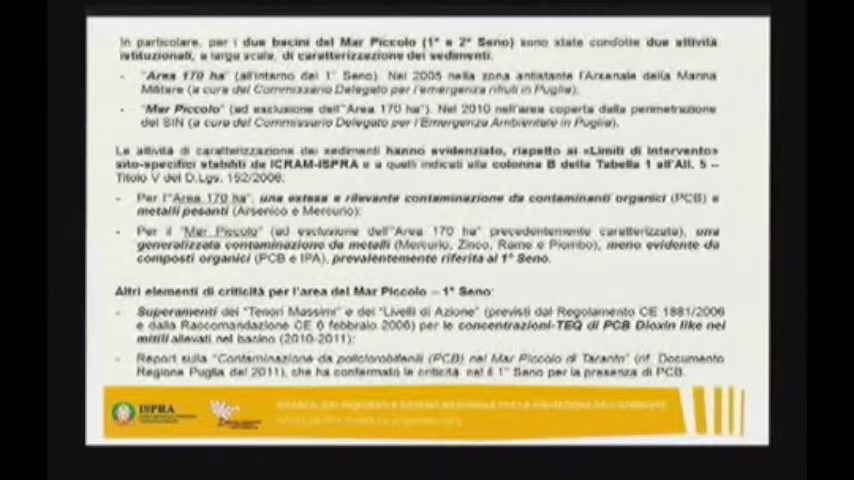 In particolare, per i due bacini del Mar Piccolo (1° e 2° Seno) sono state condotte due attività
istituzionali, a larga scala, di caratterizzazione dei sedimenti.
- "Area 170 ha" (all'interno del 1° Seno). Nel 2005 nella zona antistante l'Arsenale della Marina
Militare (a cura del Commissario Delegato per l'emergenza rifiuti in Puglia);
- "Mar Piccolo" (ad esclusione dell'"Area 170 ha"). Nel 2010 nell'area coperta dalla perimetrazione
del SIN (a cura del Commissario Delegato per l'Emergenza Ambientale in Puglia).
Le attività di caratterizzazione dei sedimenti hanno evidenziato, rispetto ai «Limiti di Intervento»
sito-specifici stabiliti da ICRAM-ISPRA e a quelli indicati alla colonna B della Tabella 1 all'All. 5 –
Titolo V del D.Lgs. 152/2006:
- Per l'"Area 170 ha", una estesa e rilevante contaminazione da contaminanti organici (PCB) e
metalli pesanti (Arsenico e Mercurio);
- Per il "Mar Piccolo" (ad esclusione dell'"Area 170 ha" precedentemente caratterizzata), una
generalizzata contaminazione da metalli (Mercurio, Zinco, Rame e Piombo), meno evidente da
composti organici (PCB e IPA), prevalentemente riferita al 1° Seno.
Altri elementi di criticità per l'area del Mar Piccolo – 1° Seno:
- Superamenti dei "Tenori Massimi" e dei "Livelli di Azione" (previsti dal Regolamento CE 1881/2006
e dalla Raccomandazione CE 6 febbraio 2006) per le concentrazioni-TEQ di PCB Dioxin like nei
mitili allevati nel bacino (2010-2011);
- Report sulla "Contaminazione da policlorobifenili (PCB) nel Mar Piccolo di Taranto" (rif. Documento
Regione Puglia del 2011), che ha confermato le criticità nel il 1° Seno per la presenza di PCB.
ISPRA